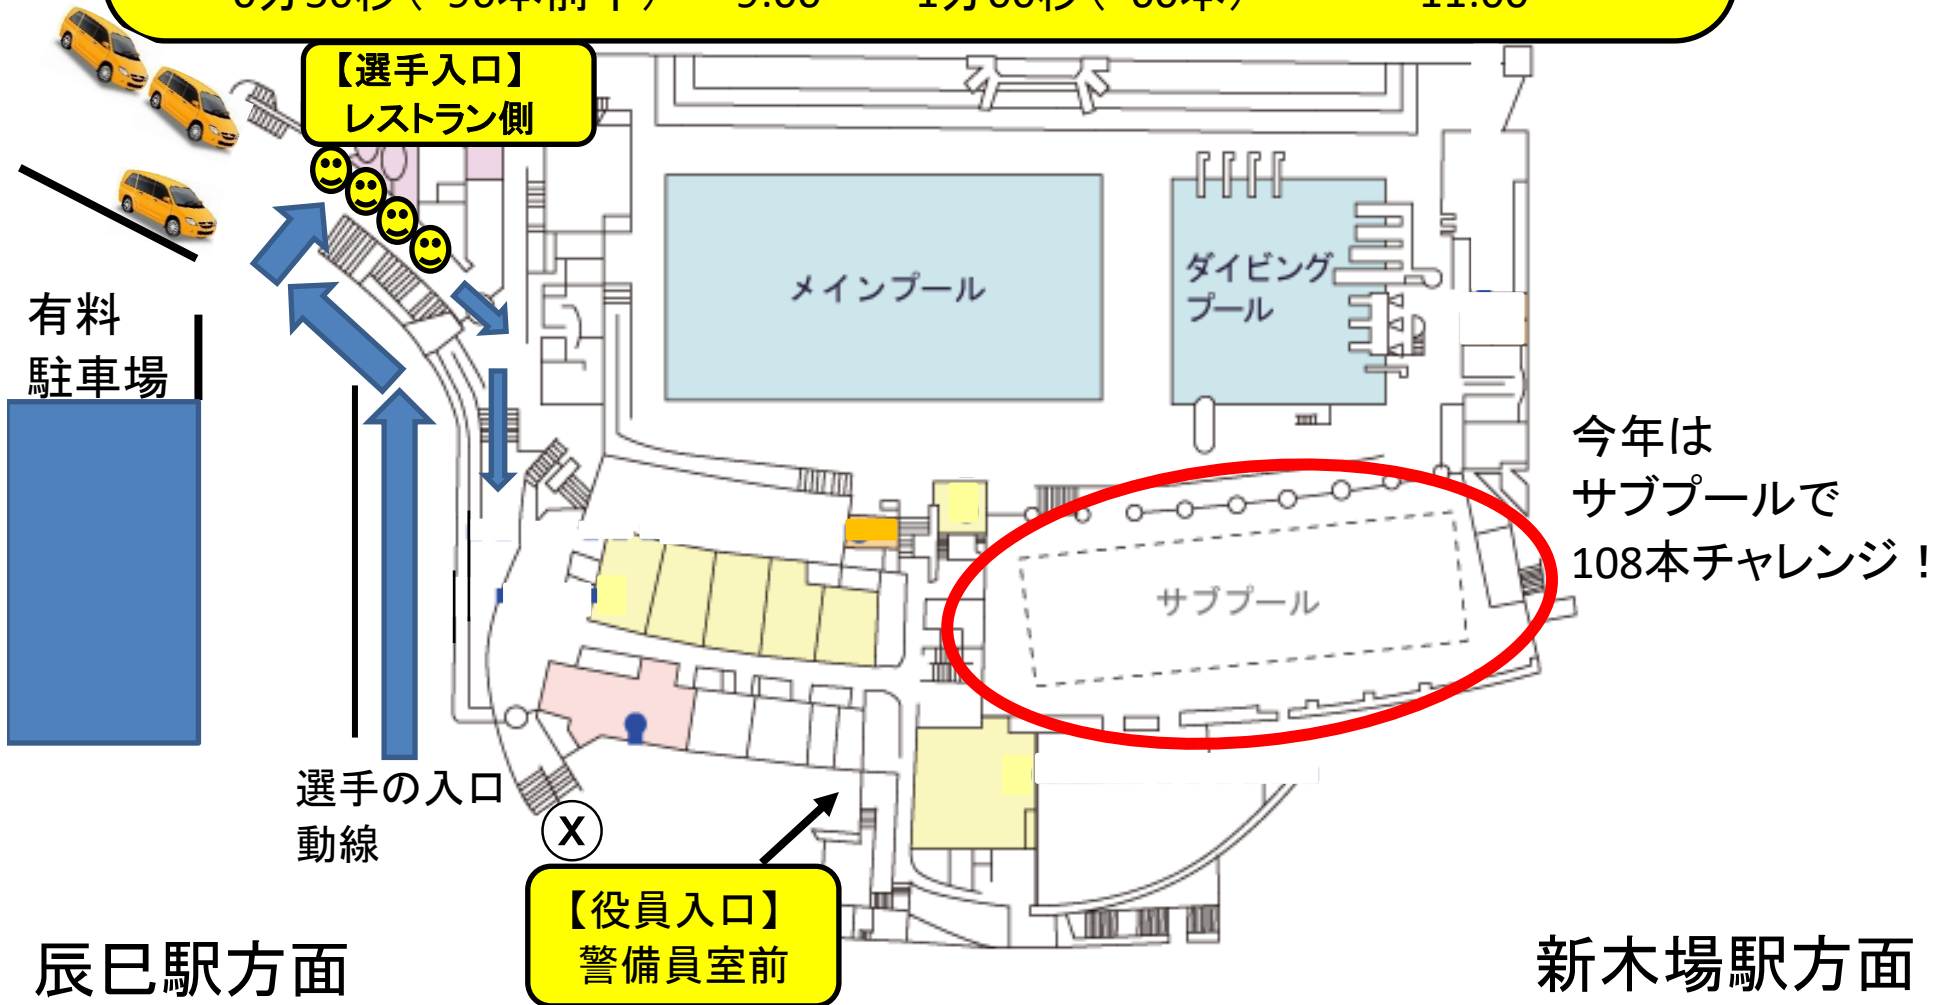 【選手入口】
レストラン側
メインプール
ダイビング
プール
有料
駐車場
今年は
サブプールで
108本チャレンジ！
サブプール
選手の入口
動線
X
【役員入口】
警備員室前
辰巳駅方面
新木場駅方面